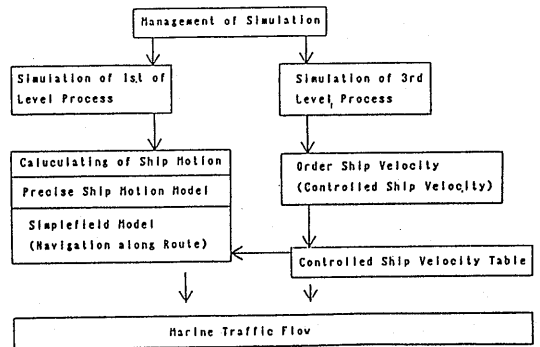 Management of Simulation
Simulation of 1s.t of
Level Process
Simulation of 3rd
Level, Process
Caluculating of Ship Motion
Precise Ship Motion Model
Simplefield Model
(Navigation along Route)
Order Ship Velocity
(Controlled Ship Velocity)
Controlled Ship Velocity Table
Marine Traffic Flow